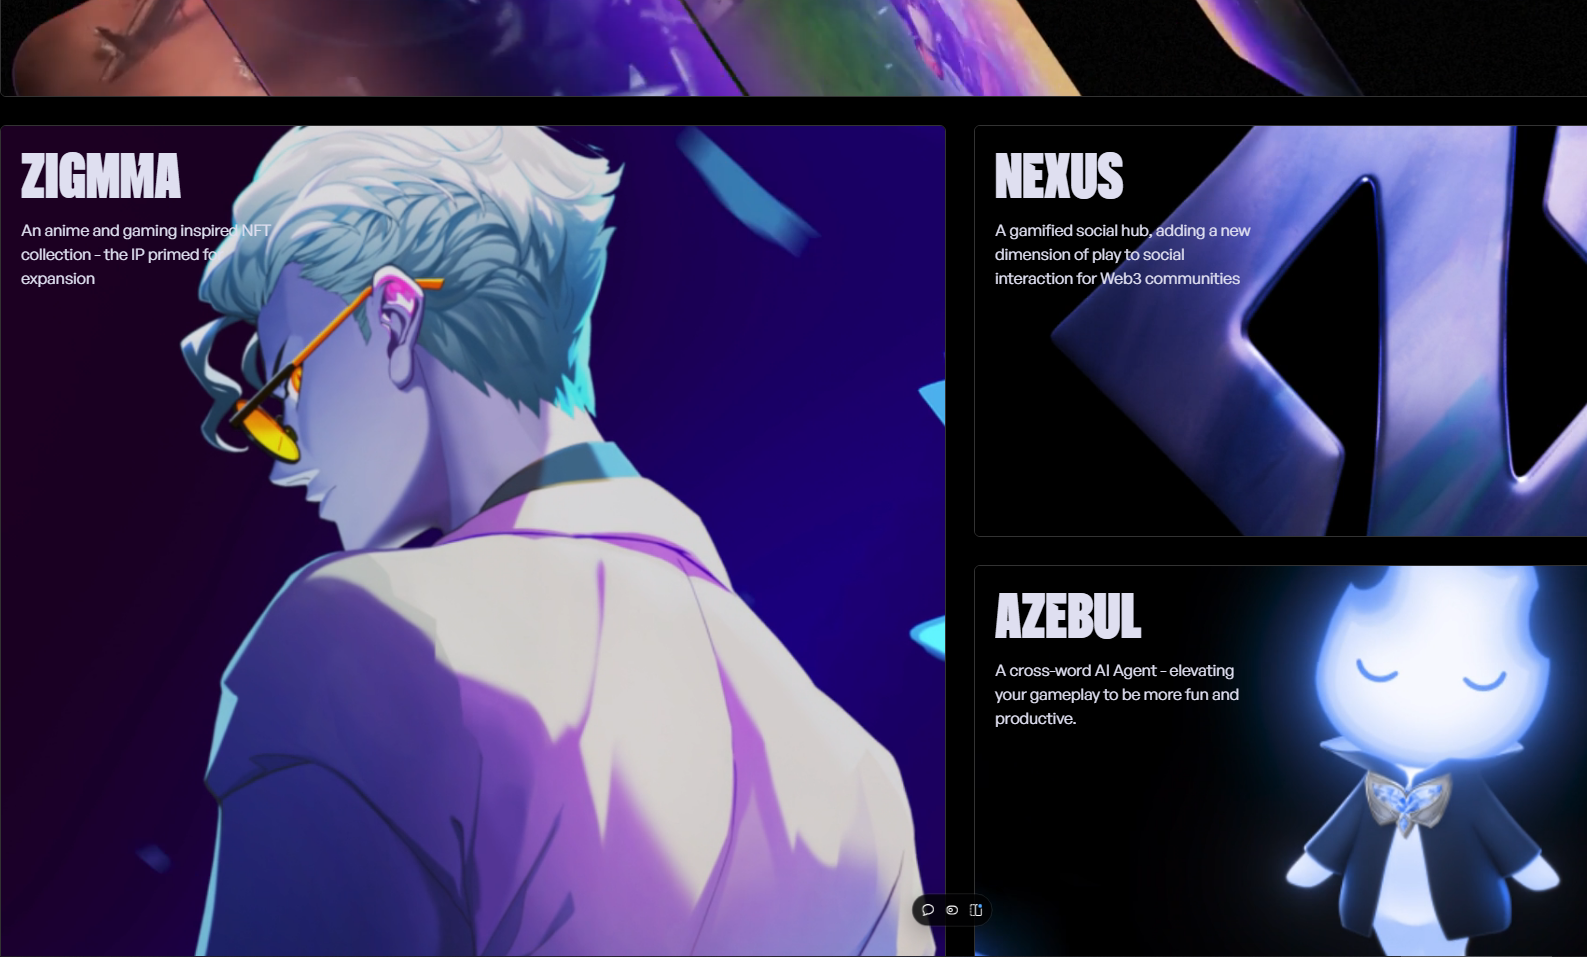 ZIGMMA
An anime and gaming inspired NFT
collection - the IP primed for
expansion
NEXUS
A gamified social hub, adding a new
dimension of play to social
interaction for Web3 communities
AZEBUL
A cross-word AI Agent - elevating
your gameplay to be more fun and
productive.